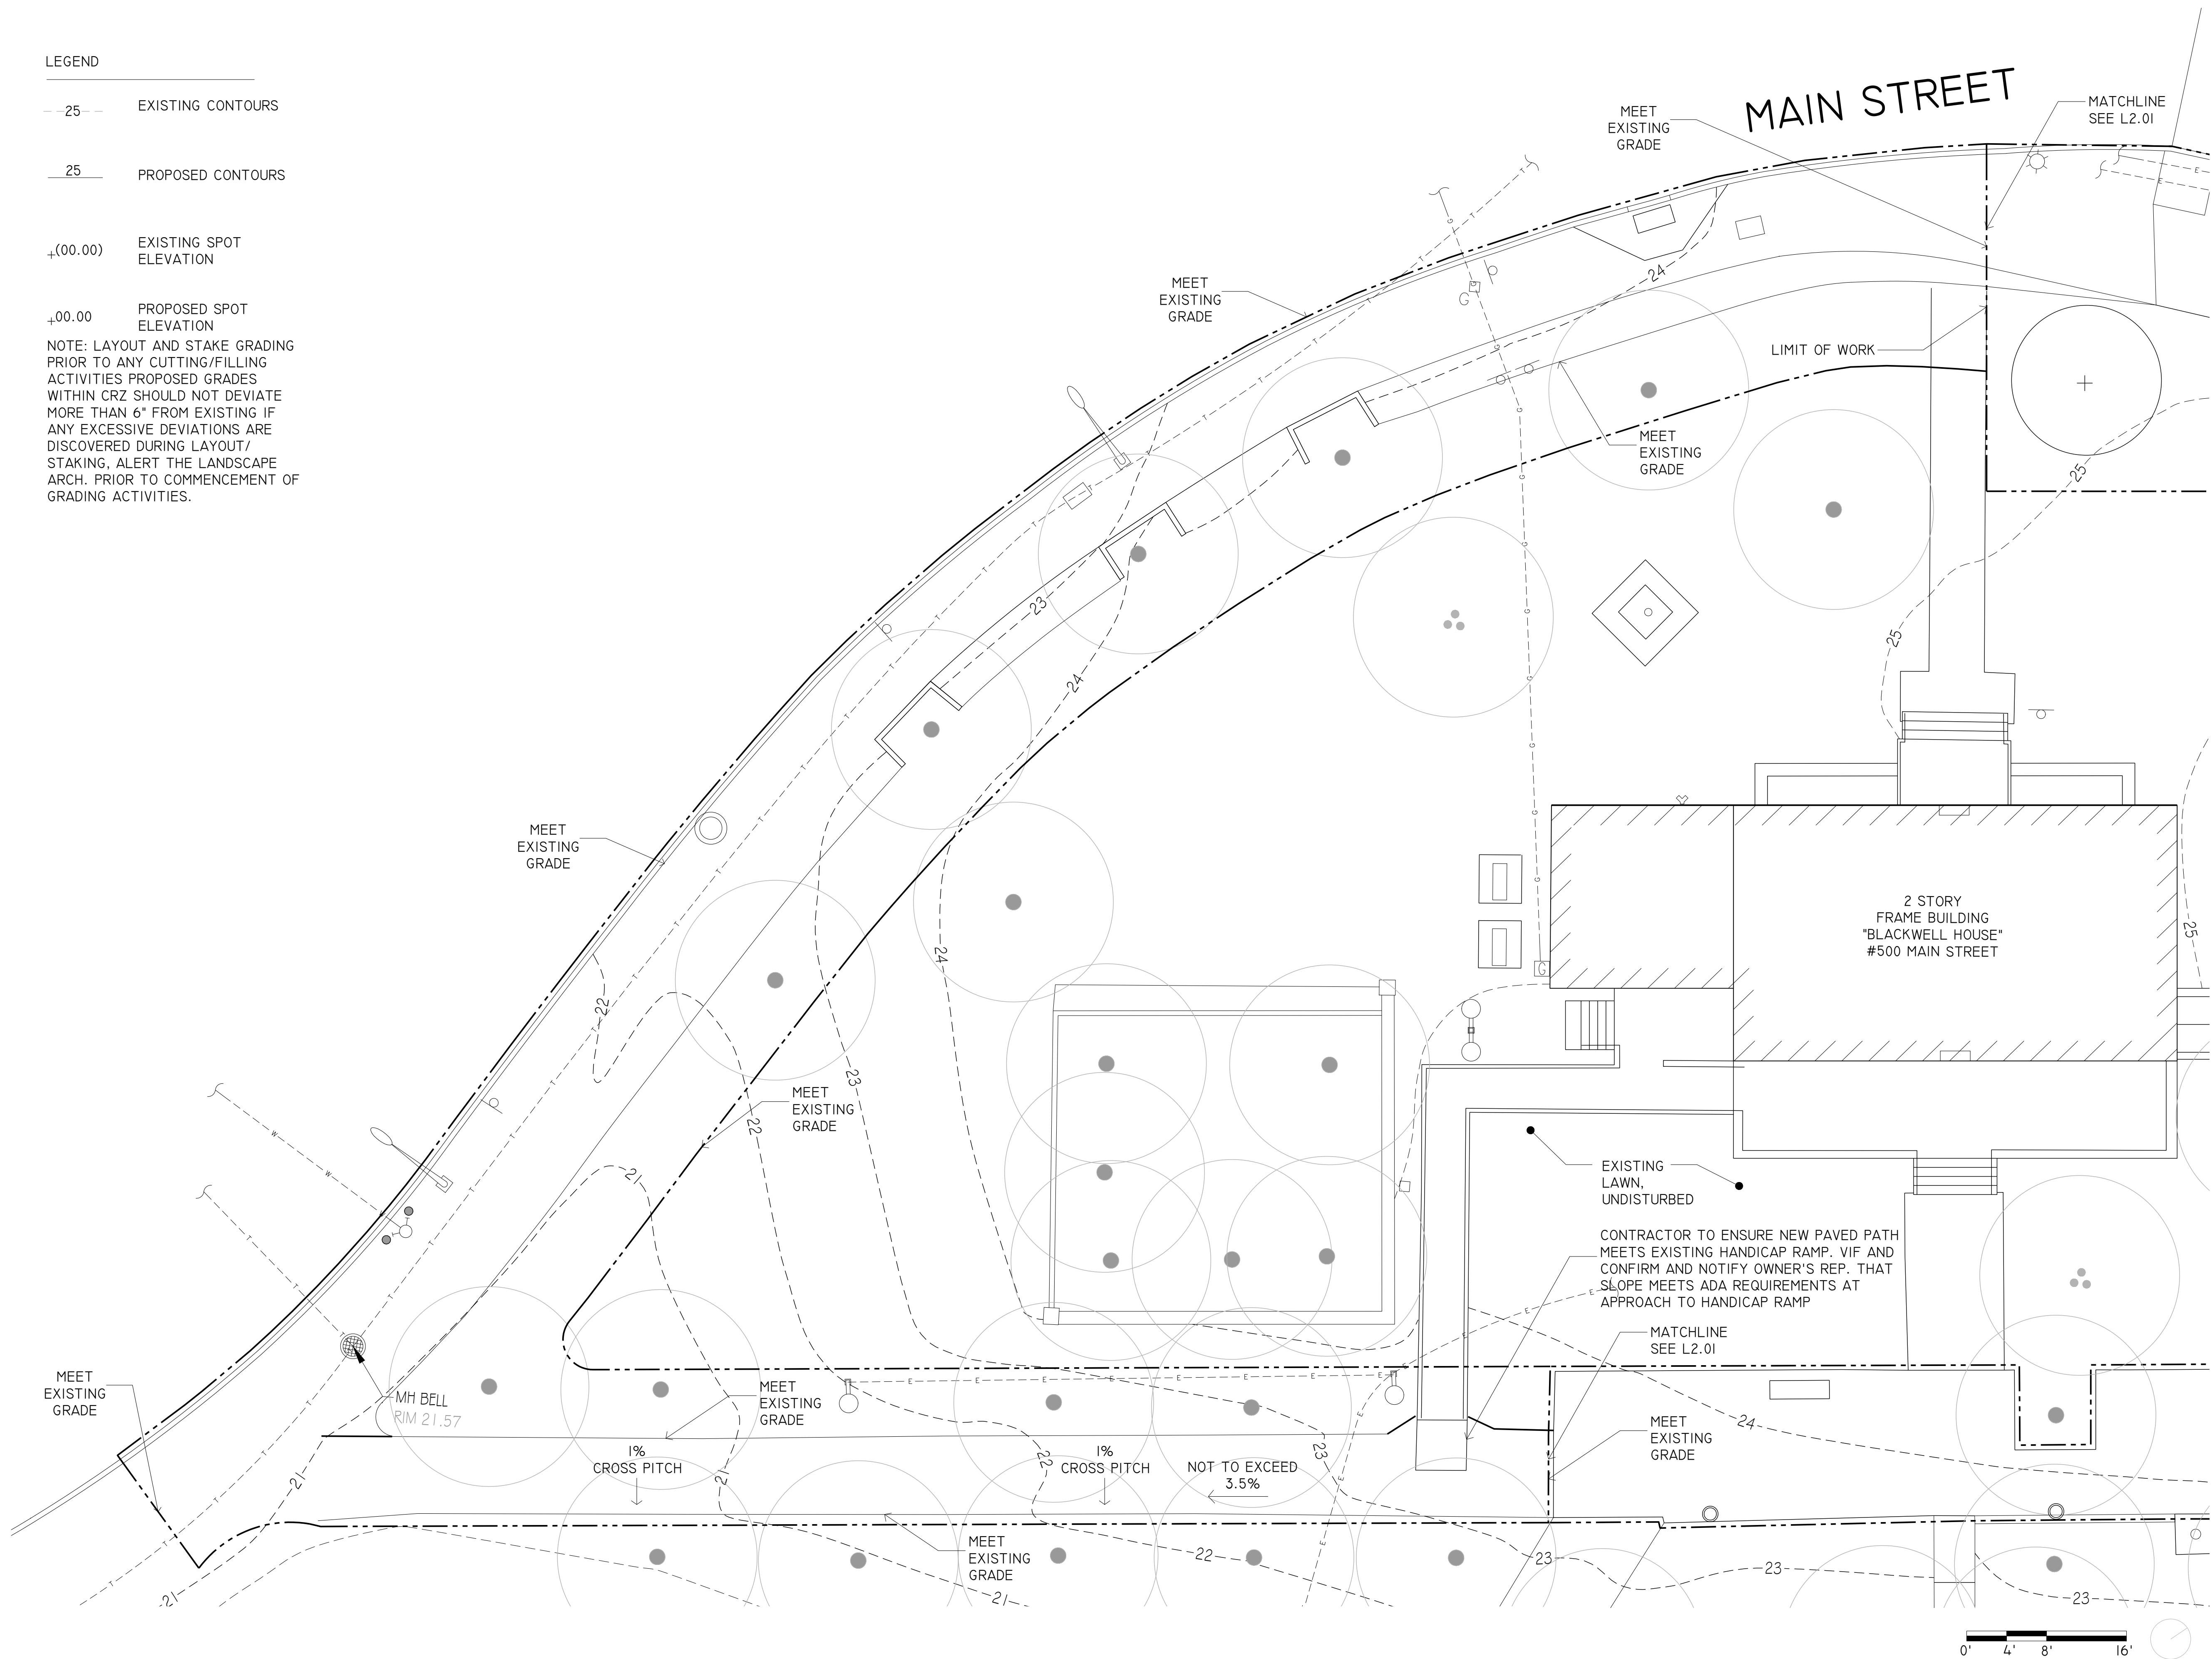 LEGEND
25
EXISTING CONTOURS
25
PROPOSED CONTOURS
+(00.00)
EXISTING SPOT
ELEVATION
+00.00
PROPOSED SPOT
ELEVATION
NOTE: LAYOUT AND STAKE GRADING
PRIOR TO ANY CUTTING/FILLING
ACTIVITIES PROPOSED GRADES
WITHIN CRZ SHOULD NOT DEVIATE
MORE THAN 6" FROM EXISTING IF
ANY EXCESSIVE DEVIATIONS ARE
DISCOVERED DURING LAYOUT/
STAKING, ALERT THE LANDSCAPE
ARCH. PRIOR TO COMMENCEMENT OF
GRADING ACTIVITIES.
MAIN STREET
MATCHLINE
SEE L2.01
MEET
EXISTING
GRADE
MEET
EXISTING
GRADE
24
G
LIMIT OF WORK
MEET
EXISTING
GRADE
25
23
25
24
MEET
EXISTING
GRADE
2 STORY
FRAME BUILDING
"BLACKWELL HOUSE"
#500 MAIN STREET
25
24
G
22
23
MEET
EXISTING
GRADE
22
21
EXISTING
LAWN,
UNDISTURBED
CONTRACTOR TO ENSURE NEW PAVED PATH
MEETS EXISTING HANDICAP RAMP. VIF AND
CONFIRM AND NOTIFY OWNER'S REP. THAT
SLOPE MEETS ADA REQUIREMENTS AT
APPROACH TO HANDICAP RAMP
MATCHLINE
SEE L2.01
MEET
EXISTING
GRADE
MH BELL
RIM 21.57
MEET
EXISTING
GRADE
MEET
EXISTING
GRADE
24
1%
CROSS PITCH
1%
CROSS PITCH
NOT TO EXCEED
3.5%
21
21
22
23
MEET
EXISTING
GRADE
22
23
23
23
21
21
0' 4' 8' 16'